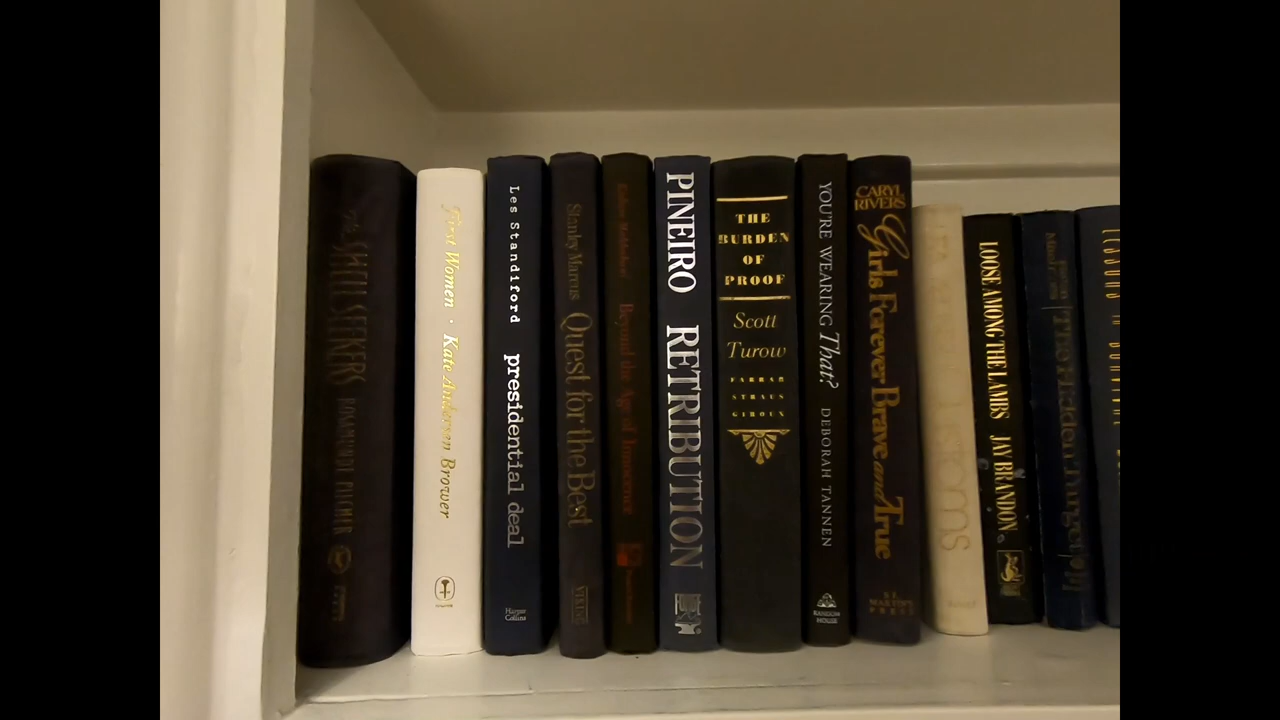 THE SHELL SEEKERS ROSAMUNDE PILCHER
First Women · Kate Andersen Brower
Les Standiford presidential deal
Harper
Collins
Stanley Marcus Quest for the Best
VIKING
Beyond the Age of Innocence
PINEIRO RETRIBUTION
THE
BURDEN
OF
PROOF
Scott
Turow
FARRAR
STRAUS
GIROUX
YOU'RE WEARING That? DEBORAH TANNEN
RANDOM
HOUSE
CARYL
RIVERS
Girls Forever Brave and True
ST.
MARTIN'S
PRESS
LOOSE AMONG THE LAMBS JAY BRANDON
The Hidden Target